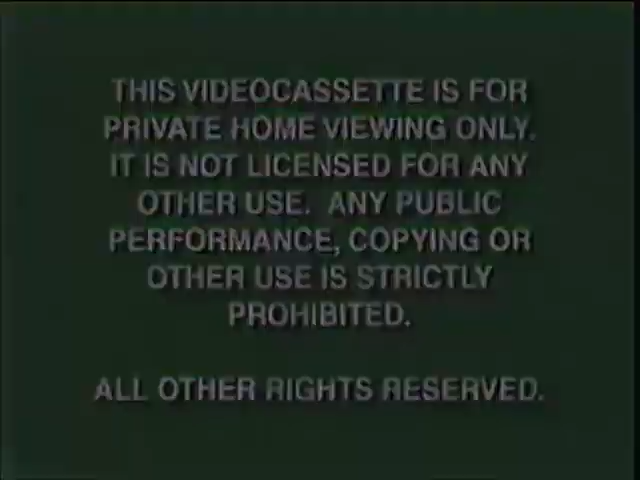 THIS VIDEOCASSETTE IS FOR
PRIVATE HOME VIEWING ONLY.
IT IS NOT LICENSED FOR ANY
OTHER USE. ANY PUBLIC
PERFORMANCE, COPYING OR
OTHER USE IS STRICTLY
PROHIBITED.
ALL OTHER RIGHTS RESERVED.